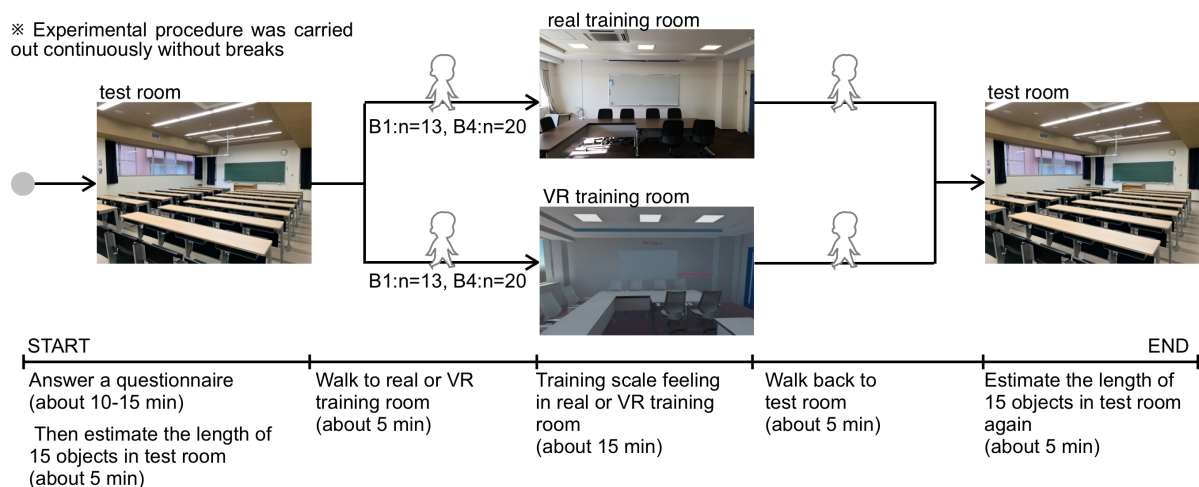 ※ Experimental procedure was carried
out continuously without breaks
test room
real training room
B1:n=13, B4:n=20
VR training room
B1:n=13, B4:n=20
test room
START
END
Answer a questionnaire
(about 10-15 min)
Then estimate the length of
15 objects in test room
(about 5 min)
Walk to real or VR
training room
(about 5 min)
Training scale feeling
in real or VR training
room
(about 15 min)
Walk back to
test room
(about 5 min)
Estimate the length of
15 objects in test room
again
(about 5 min)